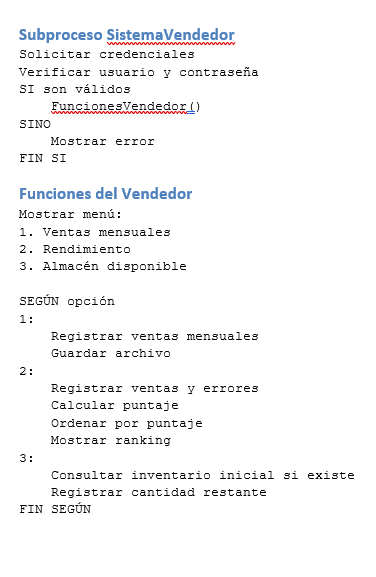 Subproceso SistemaVendedor
Solicitar credenciales
Verificar usuario y contraseña
SI son válidos
    FuncionesVendedor()
SINO
    Mostrar error
FIN SI
Funciones del Vendedor
Mostrar menú:
1. Ventas mensuales
2. Rendimiento
3. Almacén disponible
SEGÚN opción
1:
    Registrar ventas mensuales
    Guardar archivo
2:
    Registrar ventas y errores
    Calcular puntaje
    Ordenar por puntaje
    Mostrar ranking
3:
    Consultar inventario inicial si existe
    Registrar cantidad restante
FIN SEGÚN